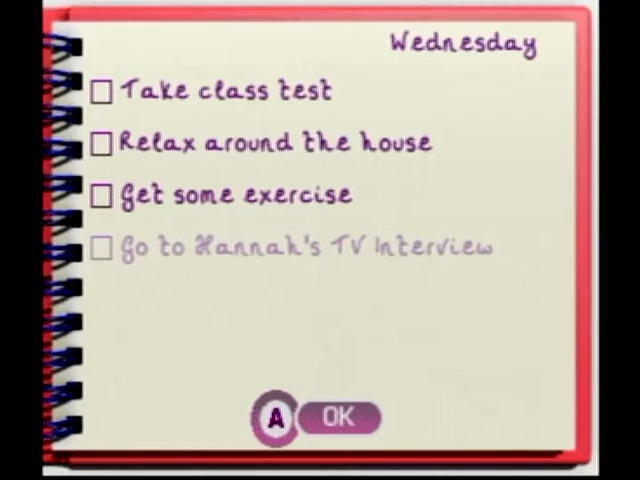 Wednesday
Take class test
Relax around the house
Get some exercise
Go to Hannah's TV Interview
A OK